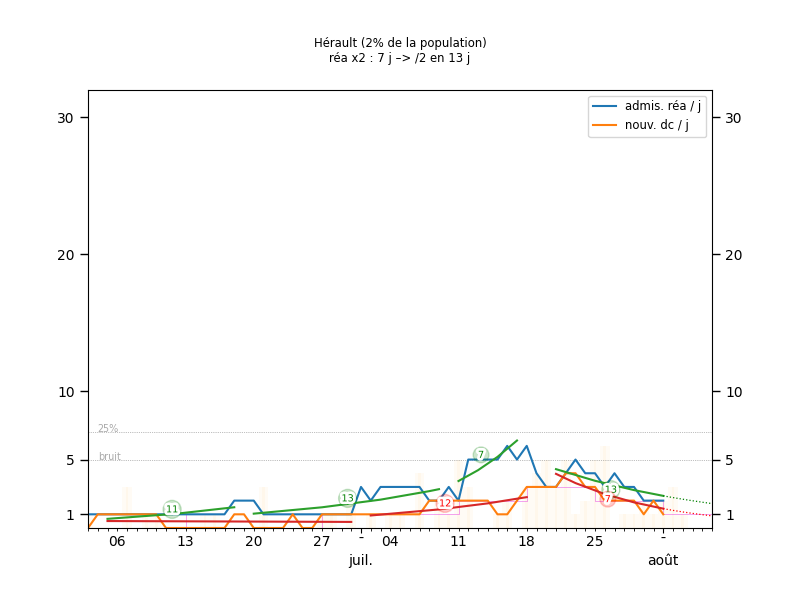 Hérault (2% de la population)
réa x2 : 7 j –> /2 en 13 j
admis. réa / j
nouv. dc / j
30 30
20 20
10 10
25%
5 bruit 5
1 1
7
13
13
7
12
11
06 13 20 27 - 04 11 18 25 -
juil. août